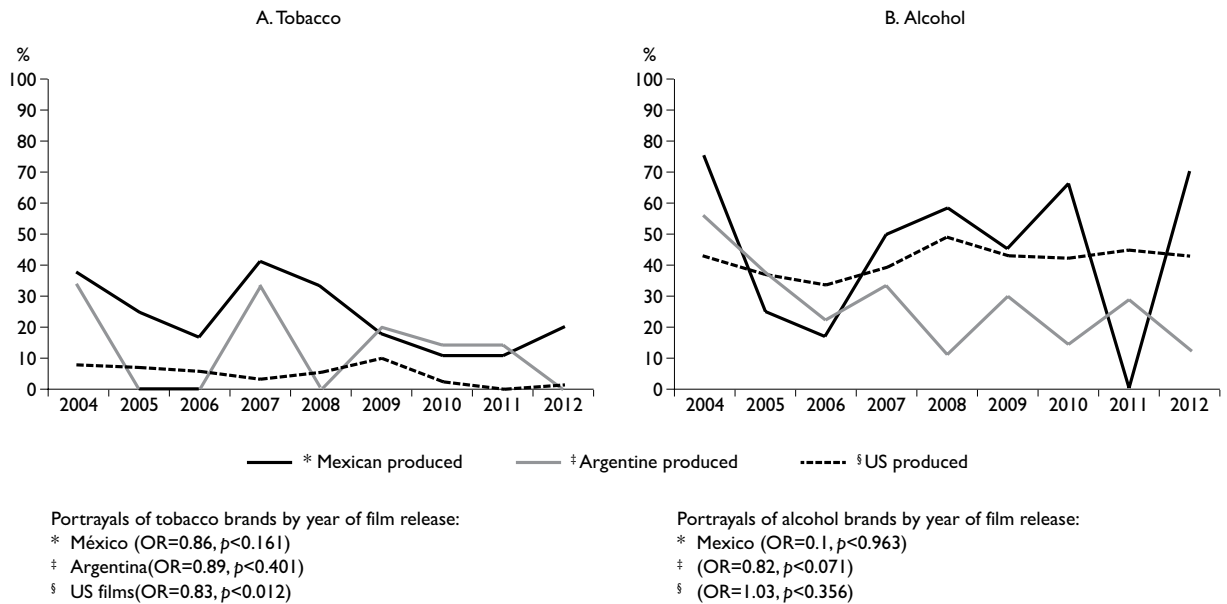 A. Tobacco
%
100
90
80
70
60
50
40
30
20
10
0
2004 2005 2006 2007 2008 2009 2010 2011 2012
B. Alcohol
%
100
90
80
70
60
50
40
30
20
10
0
2004 2005 2006 2007 2008 2009 2010 2011 2012
* Mexican produced ‡ Argentine produced § US produced
Portrayals of tobacco brands by year of film release:
* México (OR=0.86, p<0.161)
‡ Argentina(OR=0.89, p<0.401)
§ US films(OR=0.83, p<0.012)
Portrayals of alcohol brands by year of film release:
* Mexico (OR=0.1, p<0.963)
‡ (OR=0.82, p<0.071)
§ (OR=1.03, p<0.356)